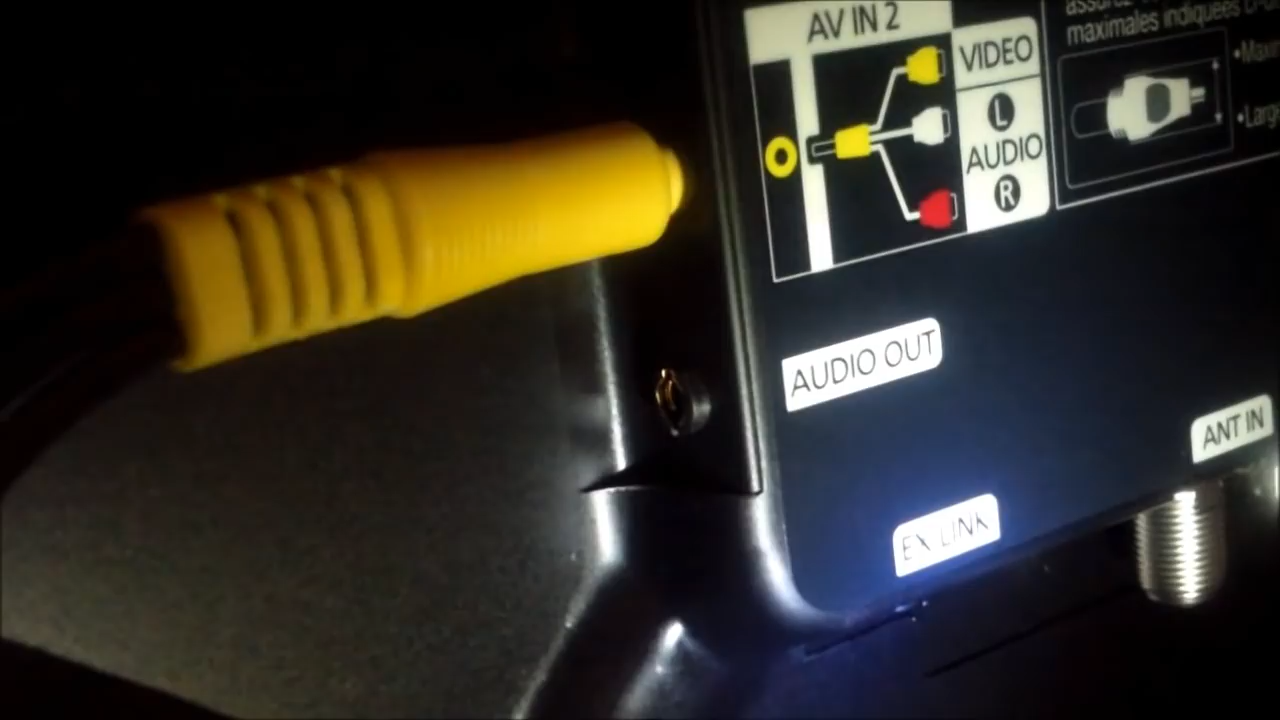 AV IN 2
VIDEO
L
AUDIO
R
maximales indiquées
AUDIO OUT
ANT IN
EX LINK